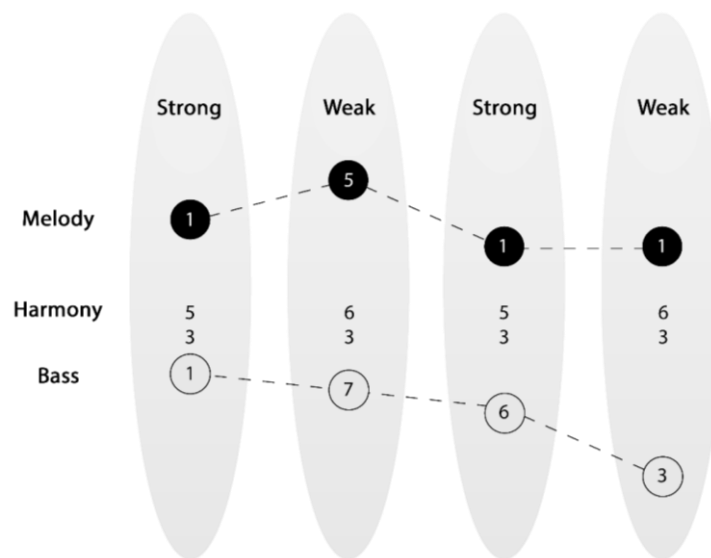 Strong Weak Strong Weak
Melody 1 5 1 1
Harmony 5 6 5 6
3 3 3 3
Bass 1 7 6 3